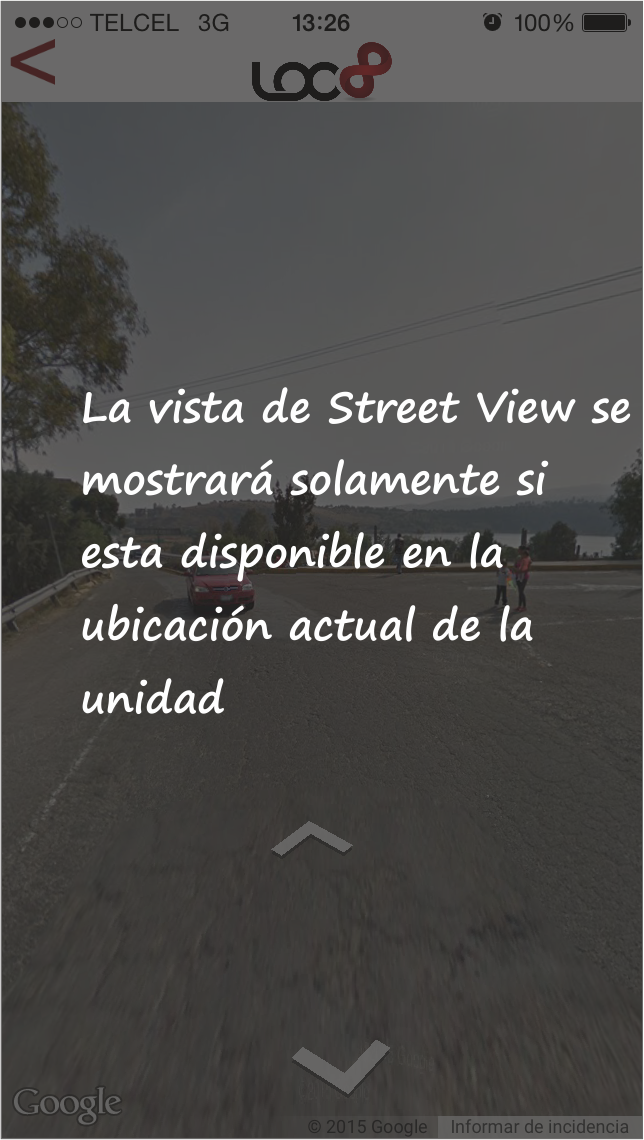 TELCEL 3G 13:26 100%
<
LOC8
La vista de Street View se
mostrará solamente si
esta disponible en la
ubicación actual de la
unidad
Google
© 2015 Google Informar de incidencia